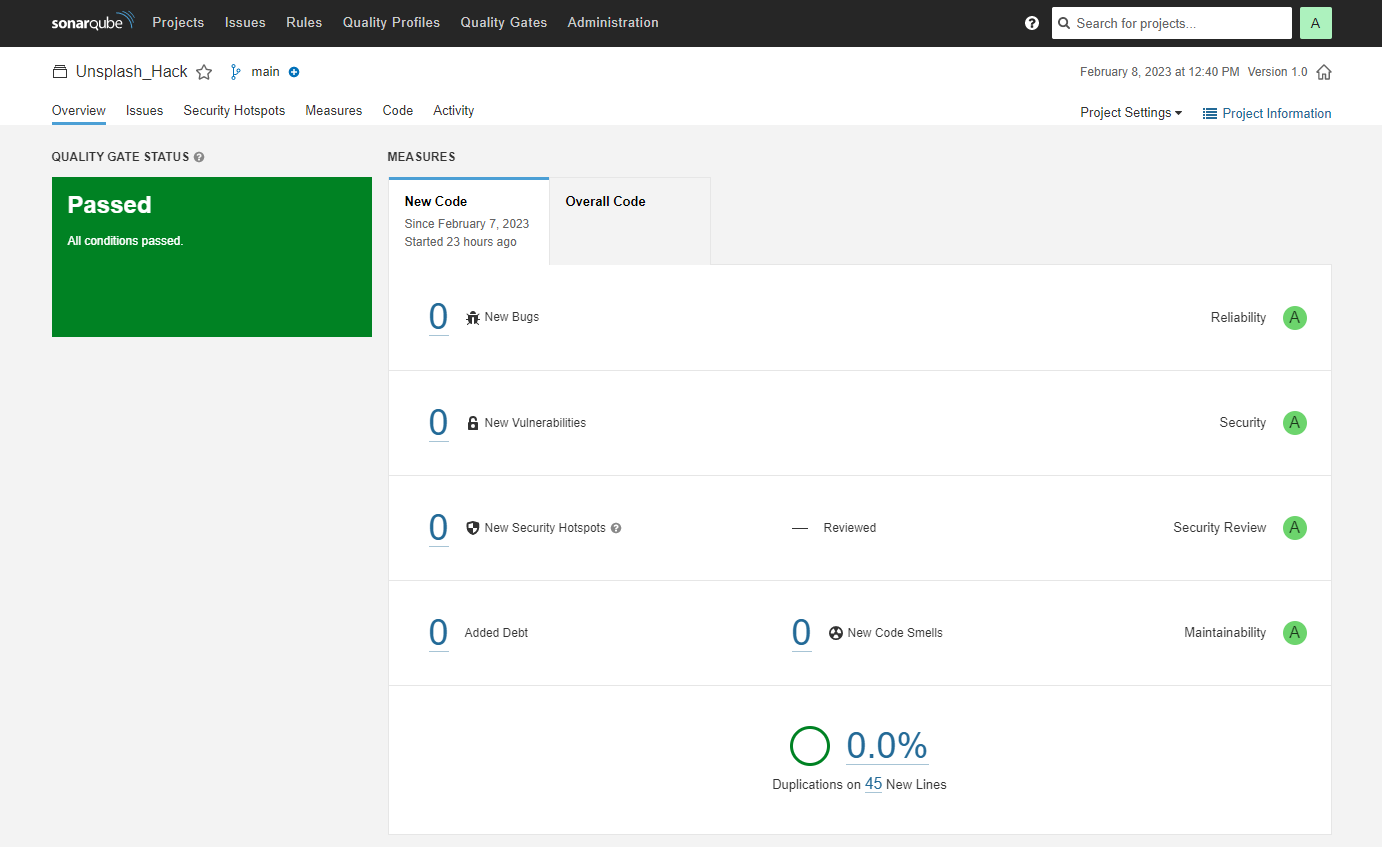 sonarqube Projects Issues Rules Quality Profiles Quality Gates Administration ? Search for projects... A
Unsplash_Hack main February 8, 2023 at 12:40 PM Version 1.0
Overview Issues Security Hotspots Measures Code Activity Project Settings Project Information
QUALITY GATE STATUS ?
Passed
All conditions passed.
MEASURES
New Code
Since February 7, 2023
Started 23 hours ago
Overall Code
0 New Bugs Reliability A
0 New Vulnerabilities Security A
0 New Security Hotspots ? — Reviewed Security Review A
0 Added Debt 0 New Code Smells Maintainability A
0.0%
Duplications on 45 New Lines